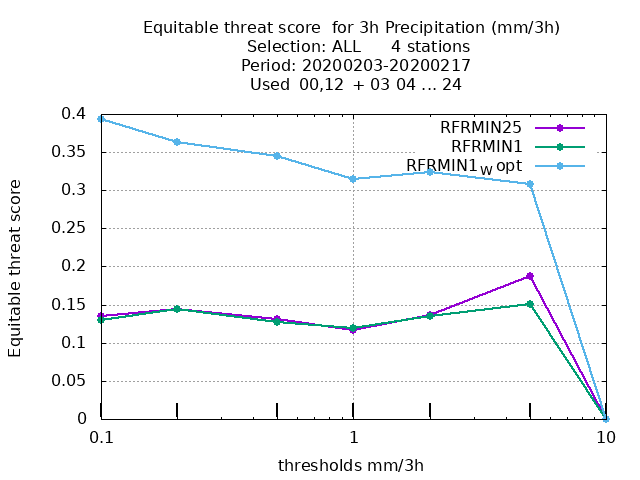 Equitable threat score  for 3h Precipitation (mm/3h)
Selection: ALL      4 stations
Period: 20200203-20200217
Used  00,12  + 03 04 ... 24
RFRMIN25
RFRMIN1
RFRMIN1w opt
Equitable threat score
0.4
0.35
0.3
0.25
0.2
0.15
0.1
0.05
0
0.1 1 10
thresholds mm/3h